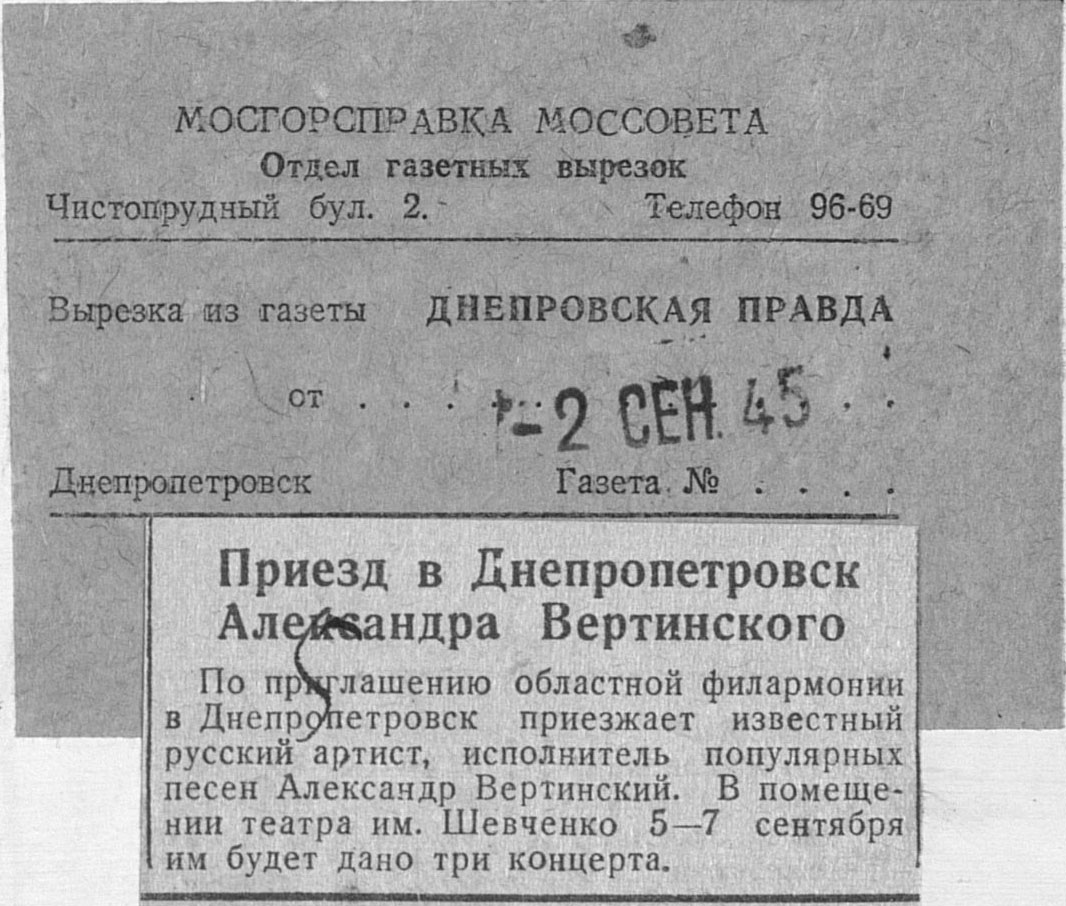 МОСГОРСПРАВКА МОССОВЕТА
Отдел газетных вырезок
Чистопрудный бул. 2. Телефон 96-69
Вырезка из газеты ДНЕПРОВСКАЯ ПРАВДА
от . . . . -2 СЕН. 45 . .
Днепропетровск Газета № . . . .
Приезд в Днепропетровск
Александра Вертинского
По приглашению областной филармонии
в Днепропетровск приезжает известный
русский артист, исполнитель популярных
песен Александр Вертинский. В помеще-
нии театра им. Шевченко 5—7 сентября
им будет дано три концерта.